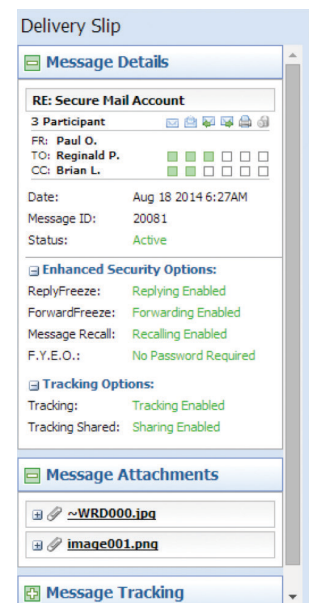 Delivery Slip
Message Details
RE: Secure Mail Account
3 Participant
FR: Paul O.
TO: Reginald P.
CC: Brian L.
Date: Aug 18 2014 6:27AM
Message ID: 20081
Status: Active
Enhanced Security Options:
ReplyFreeze: Replying Enabled
ForwardFreeze: Forwarding Enabled
Message Recall: Recalling Enabled
F.Y.E.O.: No Password Required
Tracking Options:
Tracking: Tracking Enabled
Tracking Shared: Sharing Enabled
Message Attachments
~WRD000.jpg
image001.png
Message Tracking